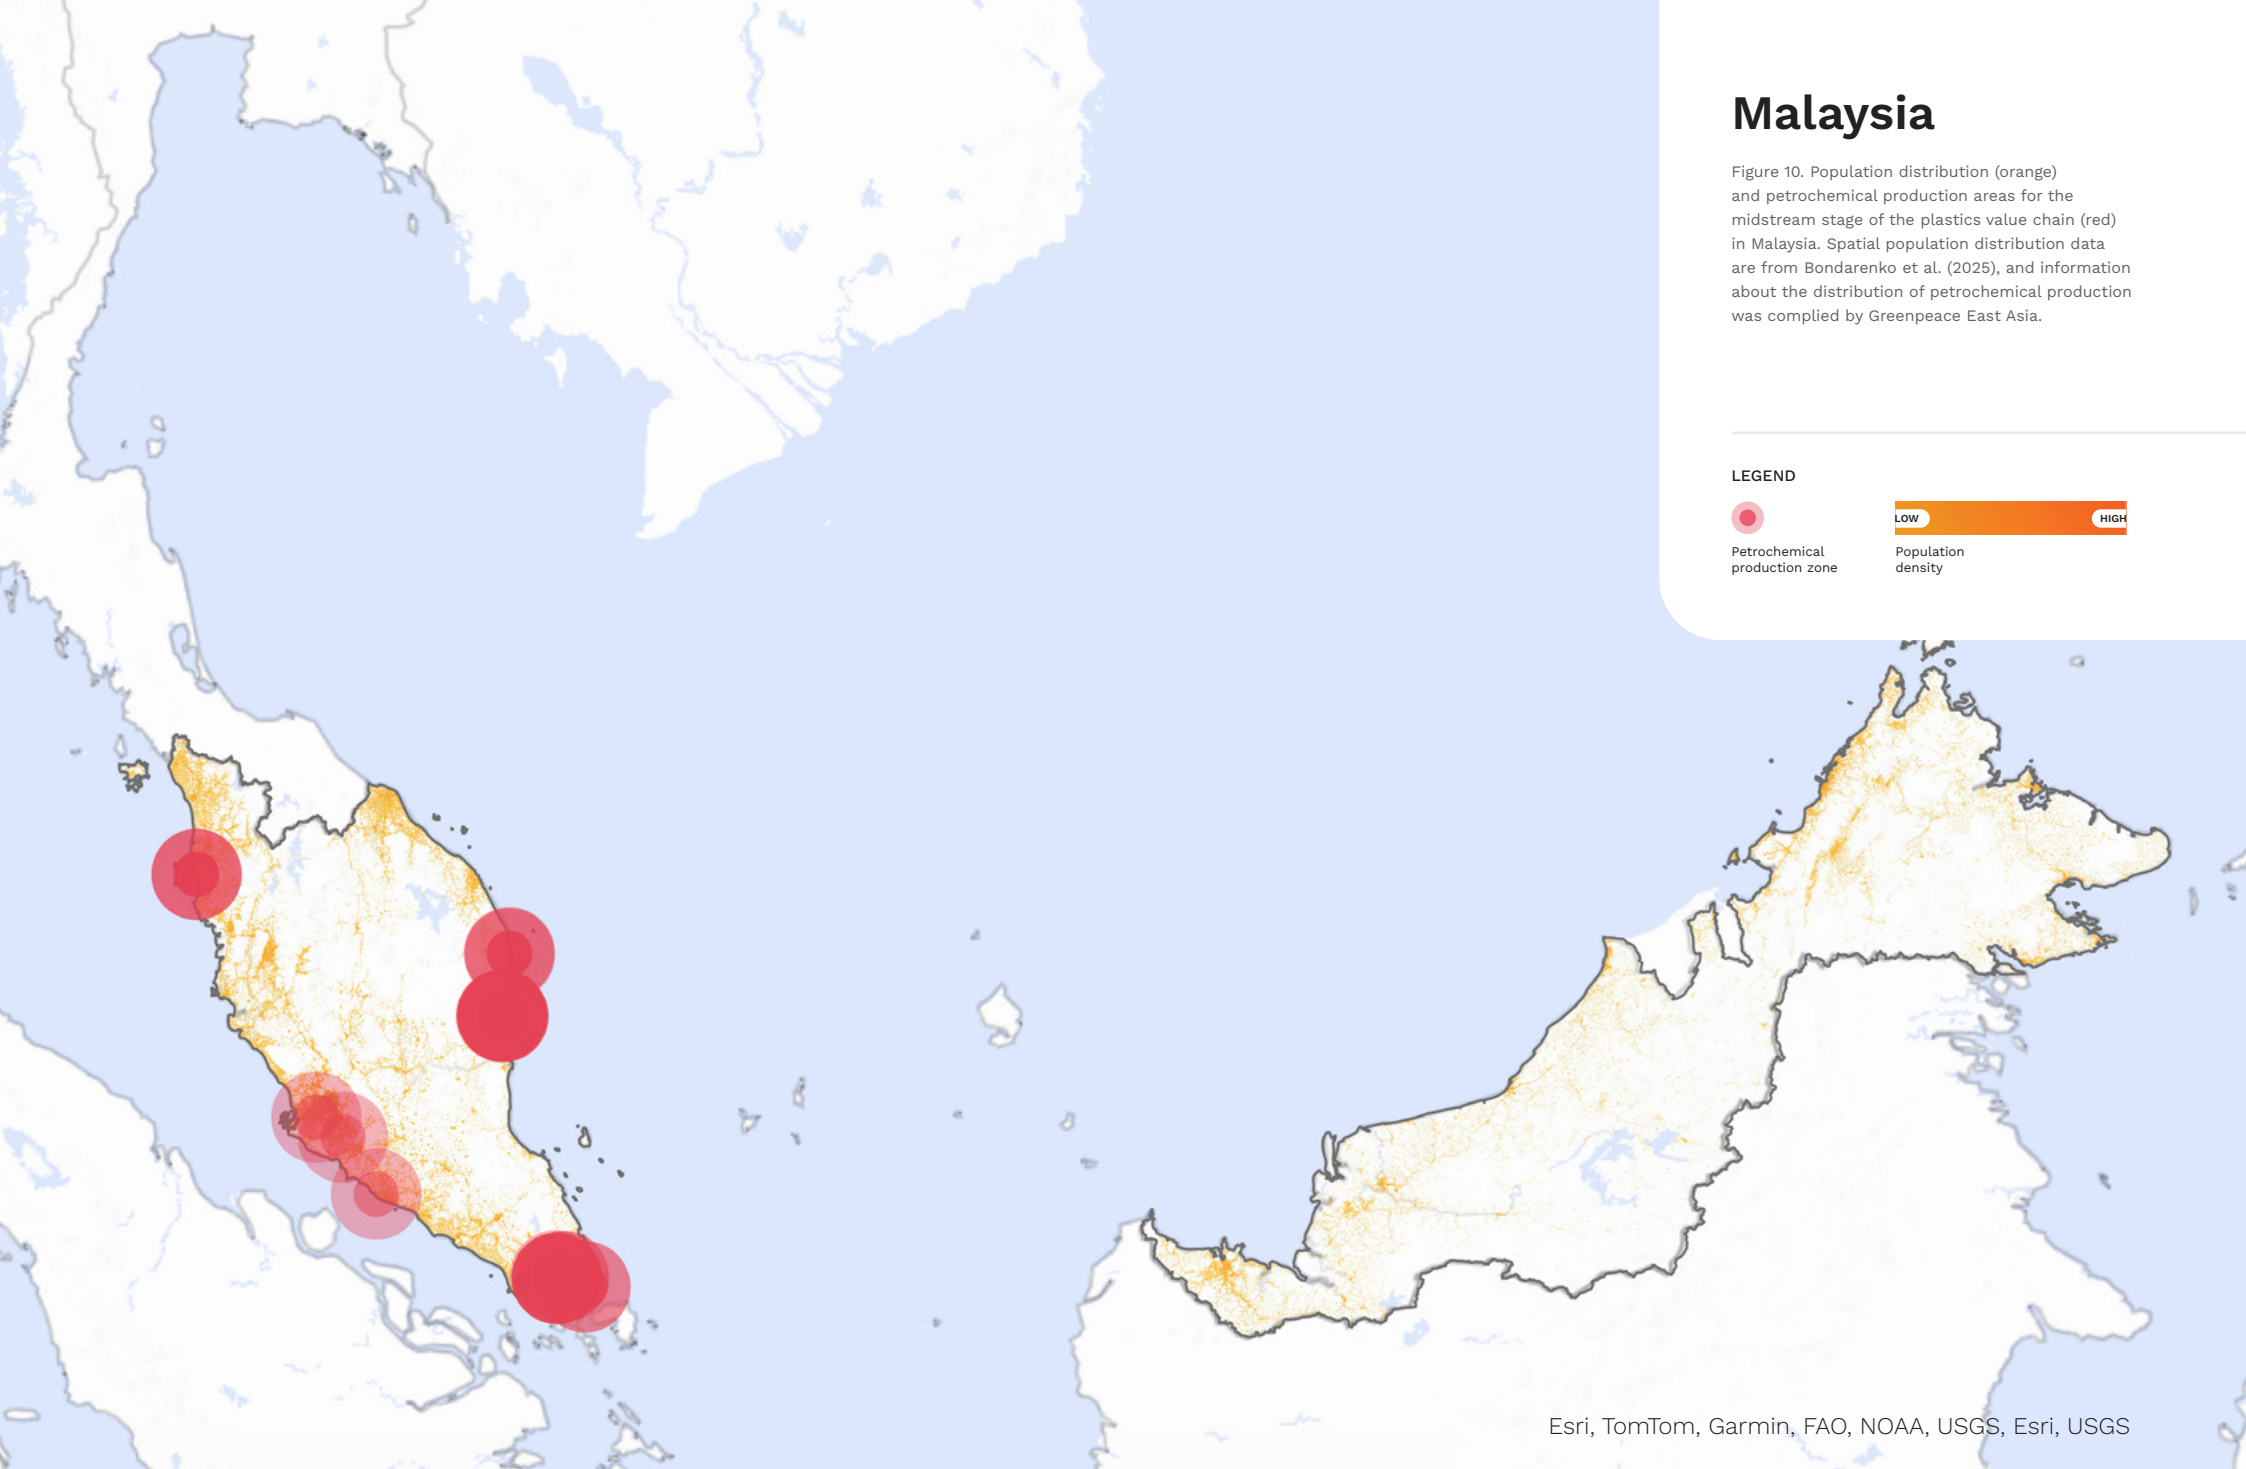 Malaysia
Figure 10. Population distribution (orange)
and petrochemical production areas for the
midstream stage of the plastics value chain (red)
in Malaysia. Spatial population distribution data
are from Bondarenko et al. (2025), and information
about the distribution of petrochemical production
was complied by Greenpeace East Asia.
LEGEND
LOW
HIGH
Petrochemical
production zone
Population
density
Esri, TomTom, Garmin, FAO, NOAA, USGS, Esri, USGS